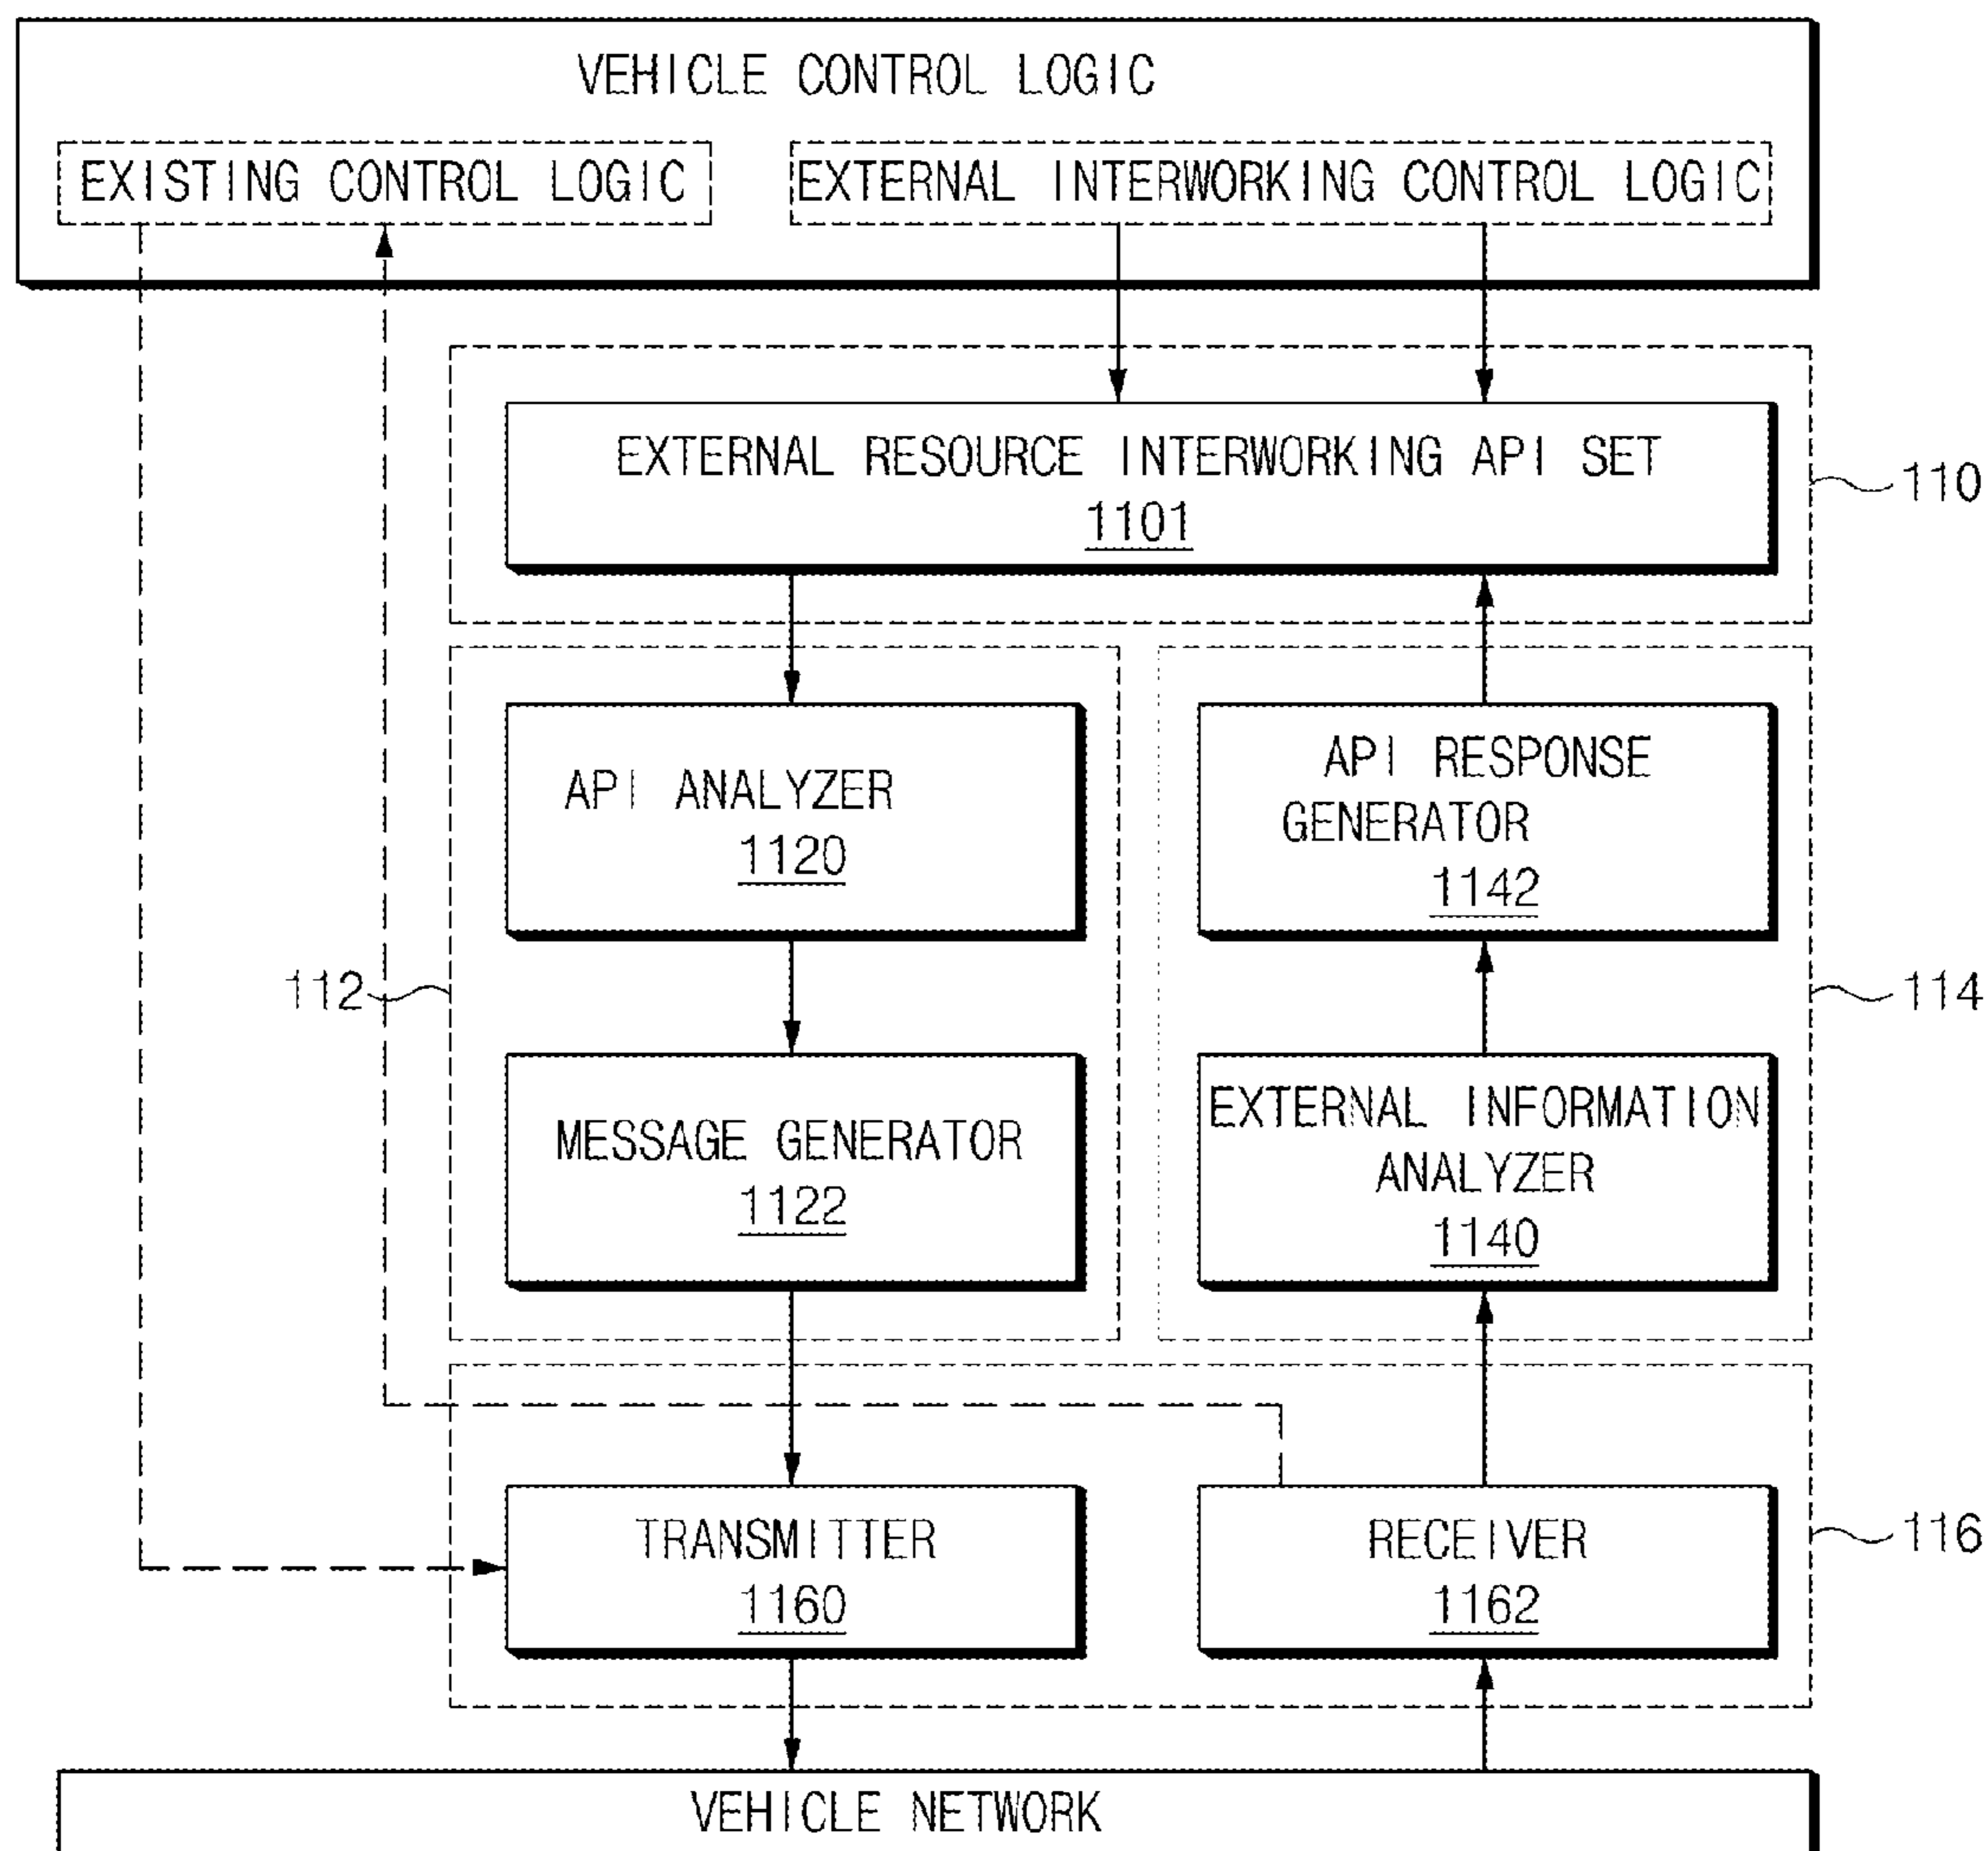 VEHICLE CONTROL LOGIC
EXISTING CONTROL LOGIC
EXTERNAL INTERWORKING CONTROL LOGIC
EXTERNAL RESOURCE INTERWORKING API SET
1101
110
API ANALYZER
1120
API RESPONSE
GENERATOR
1142
112
114
MESSAGE GENERATOR
1122
EXTERNAL INFORMATION
ANALYZER
1140
TRANSMITTER
1160
RECEIVER
1162
116
VEHICLE NETWORK